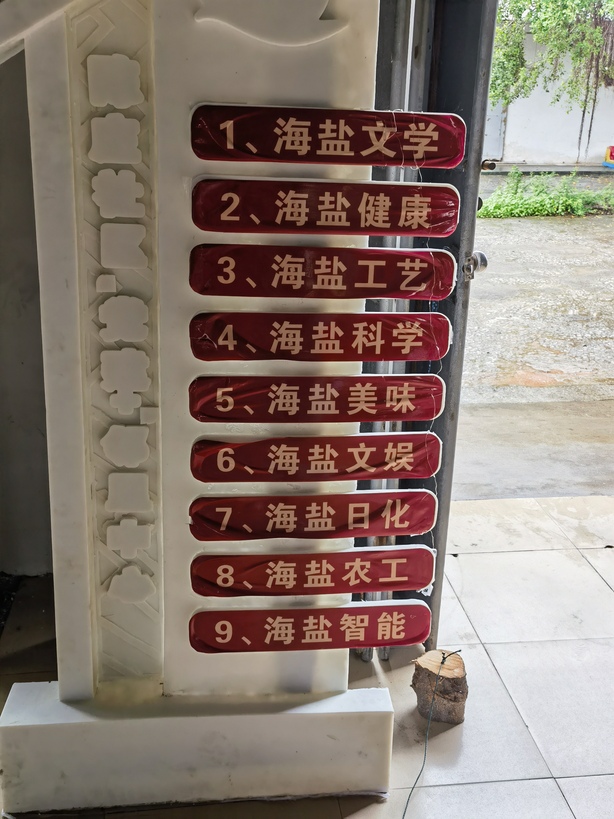 1、海盐文学
2、海盐健康
3、海盐工艺
4、海盐科学
5、海盐美味
6、海盐文娱
7、海盐日化
8、海盐农工
9、海盐智能